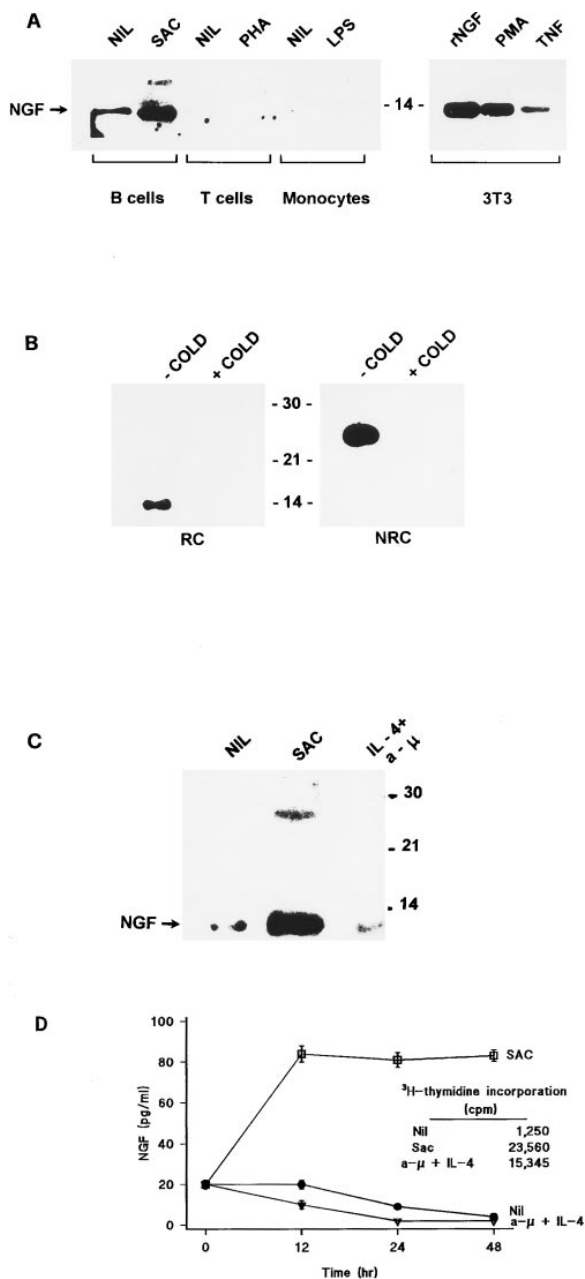 A
NIL SAC NIL PHA NIL LPS rNGF PMA TNF
NGF
- 14 -
B cells T cells Monocytes 3T3
B
- COLD + COLD - COLD + COLD
- 30 -
21
- 14 -
RC NRC
C
NIL SAC IL - 4+
a - μ
- 30
- 21
- 14
NGF
D
100
80
60
40
20
0
NGF (pg/ml)
SAC
³H-thymidine incorporation
(cpm)
Nil 1,250
Sac 23,560
a-μ + IL-4 15,345
Nil
a-μ + IL-4
0 12 24 48
Time (hr)